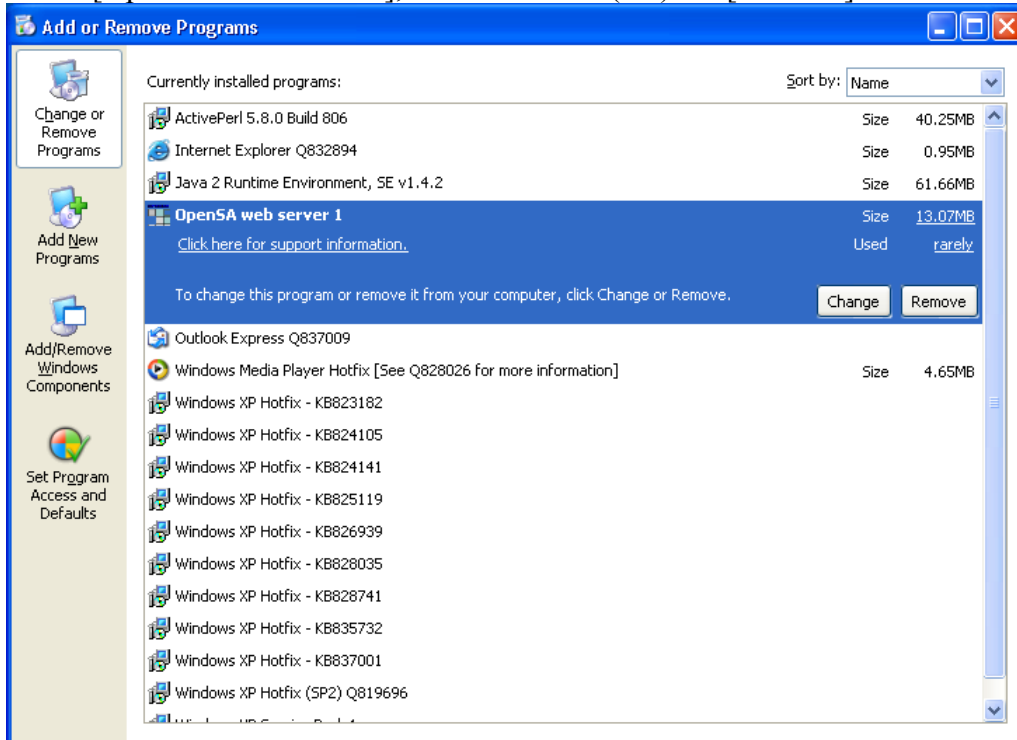 Add or Remove Programs
Change or
Remove
Programs
Add New
Programs
Add/Remove
Windows
Components
Set Program
Access and
Defaults
Currently installed programs:
Sort by: Name
ActivePerl 5.8.0 Build 806 Size 40.25MB
Internet Explorer Q832894 Size 0.95MB
Java 2 Runtime Environment, SE v1.4.2 Size 61.66MB
OpenSA web server 1 Size 13.07MB
Click here for support information. Used rarely
To change this program or remove it from your computer, click Change or Remove. Change Remove
Outlook Express Q837009
Windows Media Player Hotfix [See Q828026 for more information] Size 4.65MB
Windows XP Hotfix - KB823182
Windows XP Hotfix - KB824105
Windows XP Hotfix - KB824141
Windows XP Hotfix - KB825119
Windows XP Hotfix - KB826939
Windows XP Hotfix - KB828035
Windows XP Hotfix - KB828741
Windows XP Hotfix - KB835732
Windows XP Hotfix - KB837001
Windows XP Hotfix (SP2) Q819696